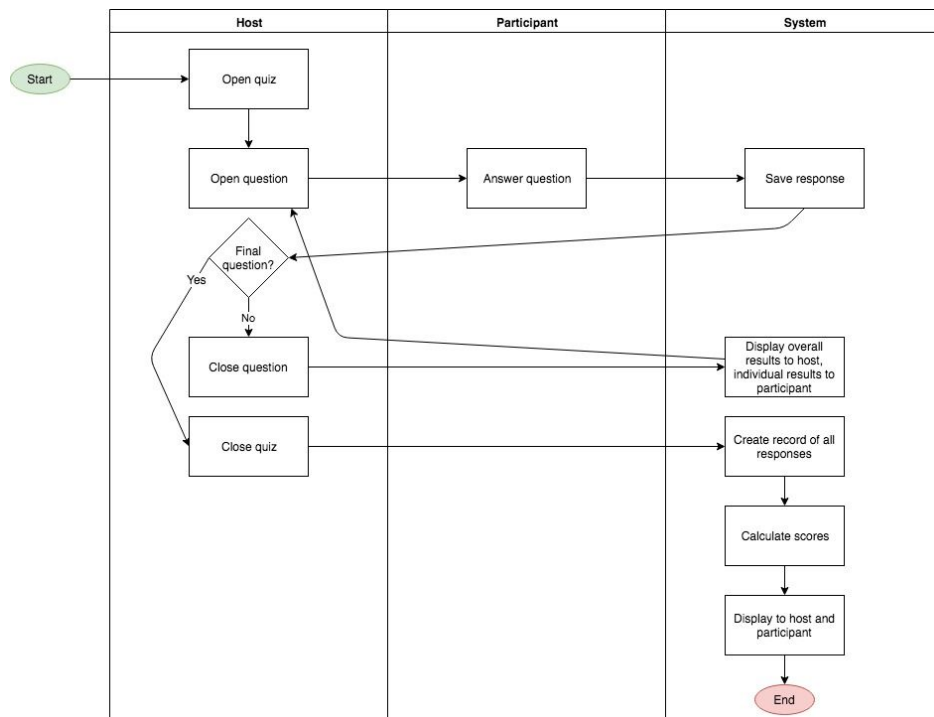 Host
Participant
System
Start
Open quiz
Open question
Answer question
Save response
Final
question?
Yes
No
Close question
Display overall
results to host,
individual results to
participant
Close quiz
Create record of all
responses
Calculate scores
Display to host and
participant
End